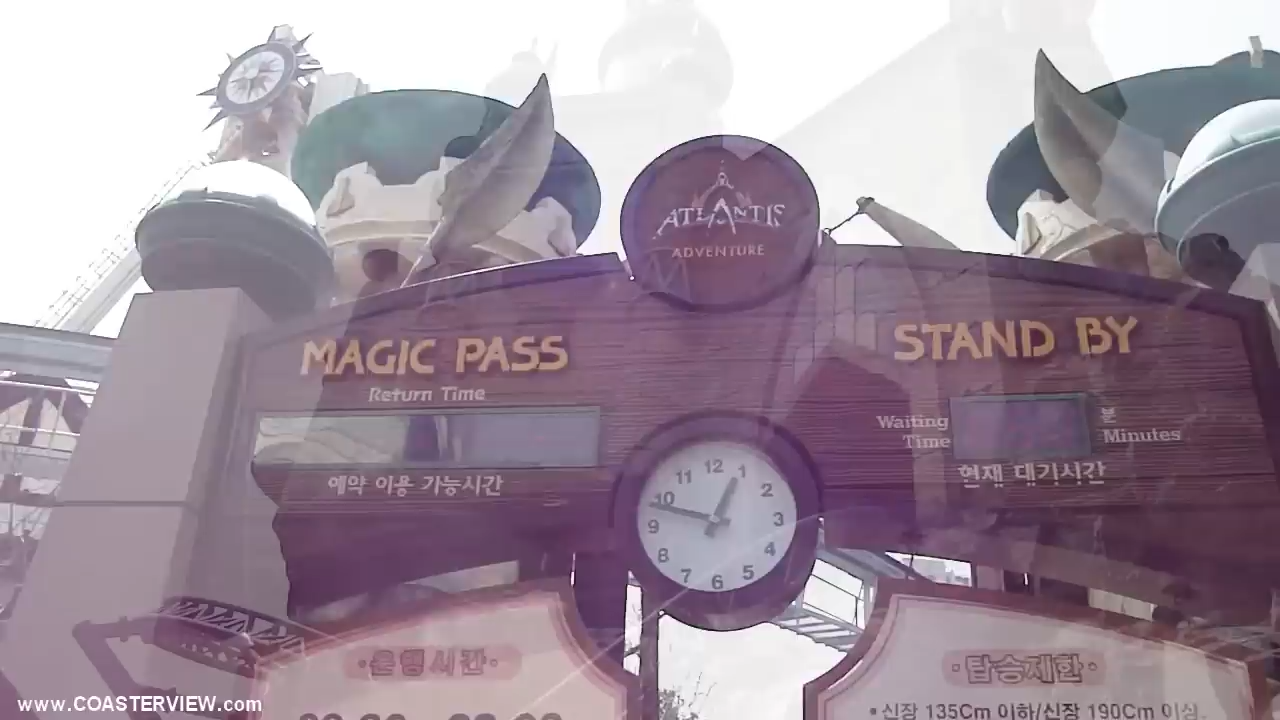 ATLANTIS
ADVENTURE
MAGIC PASS
Return Time
예약 이용 가능시간
STAND BY
Waiting
Time
분
Minutes
현재 대기시간
12
1
2
3
4
5
6
7
8
9
10
11
·운행시간·
·탑승제한·
• 신장 135Cm 이하/신장 190Cm 이상
www.COASTERVIEW.com